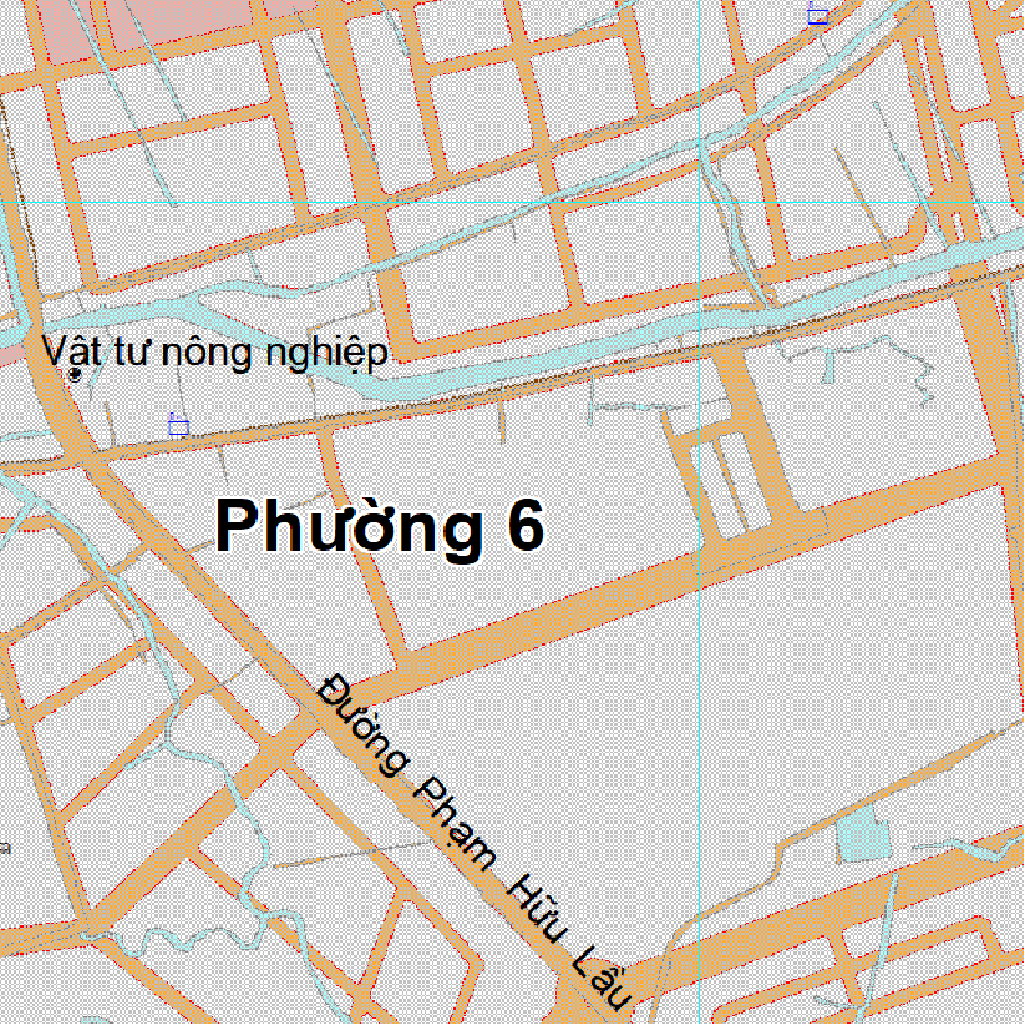 Vật tư nông nghiệp
Phường 6
Đường Phạm Hữu Lầu